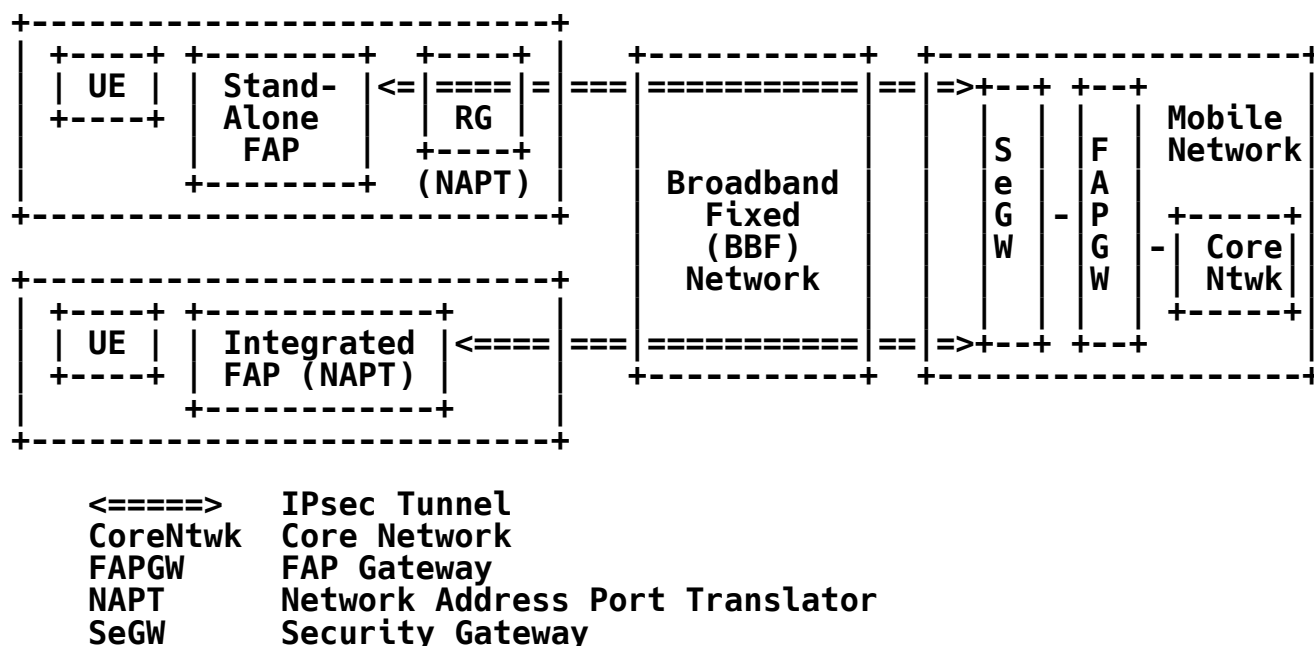 +---------------------------+
|  +----+ +--------+  +----+ |   +-----------+  +-------------------+
|  | UE | | Stand- |<=|====|=|===|===========|==|=>+--+ +--+
|  +----+ | Alone  |  | RG | |   |           |  |  |  | |  | Mobile |
|         |  FAP   |  +----+ |   |           |  |  |S | |F | Network|
|         +--------+  (NAPT) |   | Broadband |  |  |e | |A |        |
+---------------------------+    |   Fixed   |  |  |G |-|P | +-----+|
|   (BBF)   |  |  |W | |G |-| Core||
+---------------------------+    |  Network  |  |  |  | |W | | Ntwk||
|  +----+ +------------+     |   |           |  |  |  | |  | +-----+|
|  | UE | | Integrated |<====|===|===========|==|=>+--+ +--+        |
|  +----+ | FAP (NAPT) |     |   +-----------+  +-------------------+
|         +------------+     |
+---------------------------+
<=====>   IPsec Tunnel
CoreNtwk  Core Network
FAPGW     FAP Gateway
NAPT      Network Address Port Translator
SeGW      Security Gateway